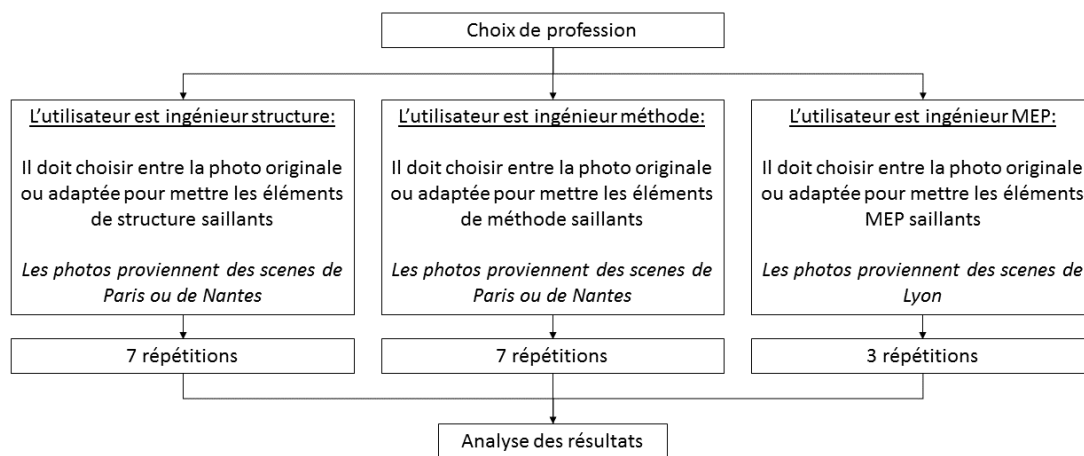 Choix de profession
L'utilisateur est ingénieur structure:
Il doit choisir entre la photo originale
ou adaptée pour mettre les éléments
de structure saillants
Les photos proviennent des scenes de
Paris ou de Nantes
L'utilisateur est ingénieur méthode:
Il doit choisir entre la photo originale
ou adaptée pour mettre les éléments
de méthode saillants
Les photos proviennent des scenes de
Paris ou de Nantes
L'utilisateur est ingénieur MEP:
Il doit choisir entre la photo originale
ou adaptée pour mettre les éléments
MEP saillants
Les photos proviennent des scenes de
Lyon
7 répétitions
7 répétitions
3 répétitions
Analyse des résultats